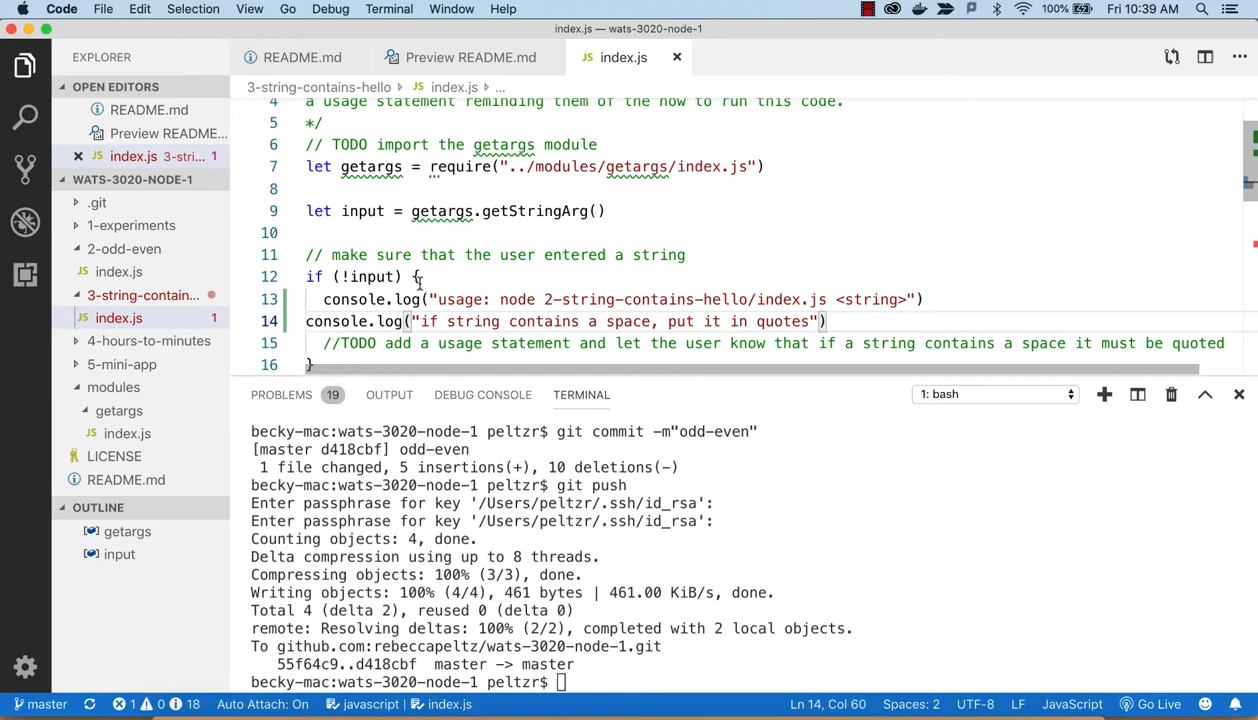 Code File Edit Selection View Go Debug Terminal Window Help 100% Fri 10:39 AM
index.js — wats-3020-node-1
EXPLORER
README.md Preview README.md JS index.js
OPEN EDITORS
3-string-contains-hello JS index.js ...
README.md
Preview README...
JS index.js 3-stri... 1
WATS-3020-NODE-1
.git
1-experiments
2-odd-even
JS index.js
3-string-contain...
JS index.js 1
4-hours-to-minutes
5-mini-app
modules
getargs
JS index.js
LICENSE
README.md
OUTLINE
getargs
input
4 a usage statement reminding them of the how to run this code.
5 */
6 // TODO import the getargs module
7 let getargs = require("../modules/getargs/index.js")
8
9 let input = getargs.getStringArg()
10
11 // make sure that the user entered a string
12 if (!input) {
13 console.log("usage: node 2-string-contains-hello/index.js <string>")
14 console.log("if string contains a space, put it in quotes")
15 //TODO add a usage statement and let the user know that if a string contains a space it must be quoted
16 }
PROBLEMS 19 OUTPUT DEBUG CONSOLE TERMINAL 1: bash
becky-mac:wats-3020-node-1 peltzr$ git commit -m"odd-even"
[master d418cbf] odd-even
1 file changed, 5 insertions(+), 10 deletions(-)
becky-mac:wats-3020-node-1 peltzr$ git push
Enter passphrase for key '/Users/peltzr/.ssh/id_rsa':
Enter passphrase for key '/Users/peltzr/.ssh/id_rsa':
Counting objects: 4, done.
Delta compression using up to 8 threads.
Compressing objects: 100% (3/3), done.
Writing objects: 100% (4/4), 461 bytes | 461.00 KiB/s, done.
Total 4 (delta 2), reused 0 (delta 0)
remote: Resolving deltas: 100% (2/2), completed with 2 local objects.
To github.com:rebeccapeltz/wats-3020-node-1.git
55f64c9..d418cbf master -> master
becky-mac:wats-3020-node-1 peltzr$
master 1 0 18 Auto Attach: On javascript index.js Ln 14, Col 60 Spaces: 2 UTF-8 LF JavaScript Go Live